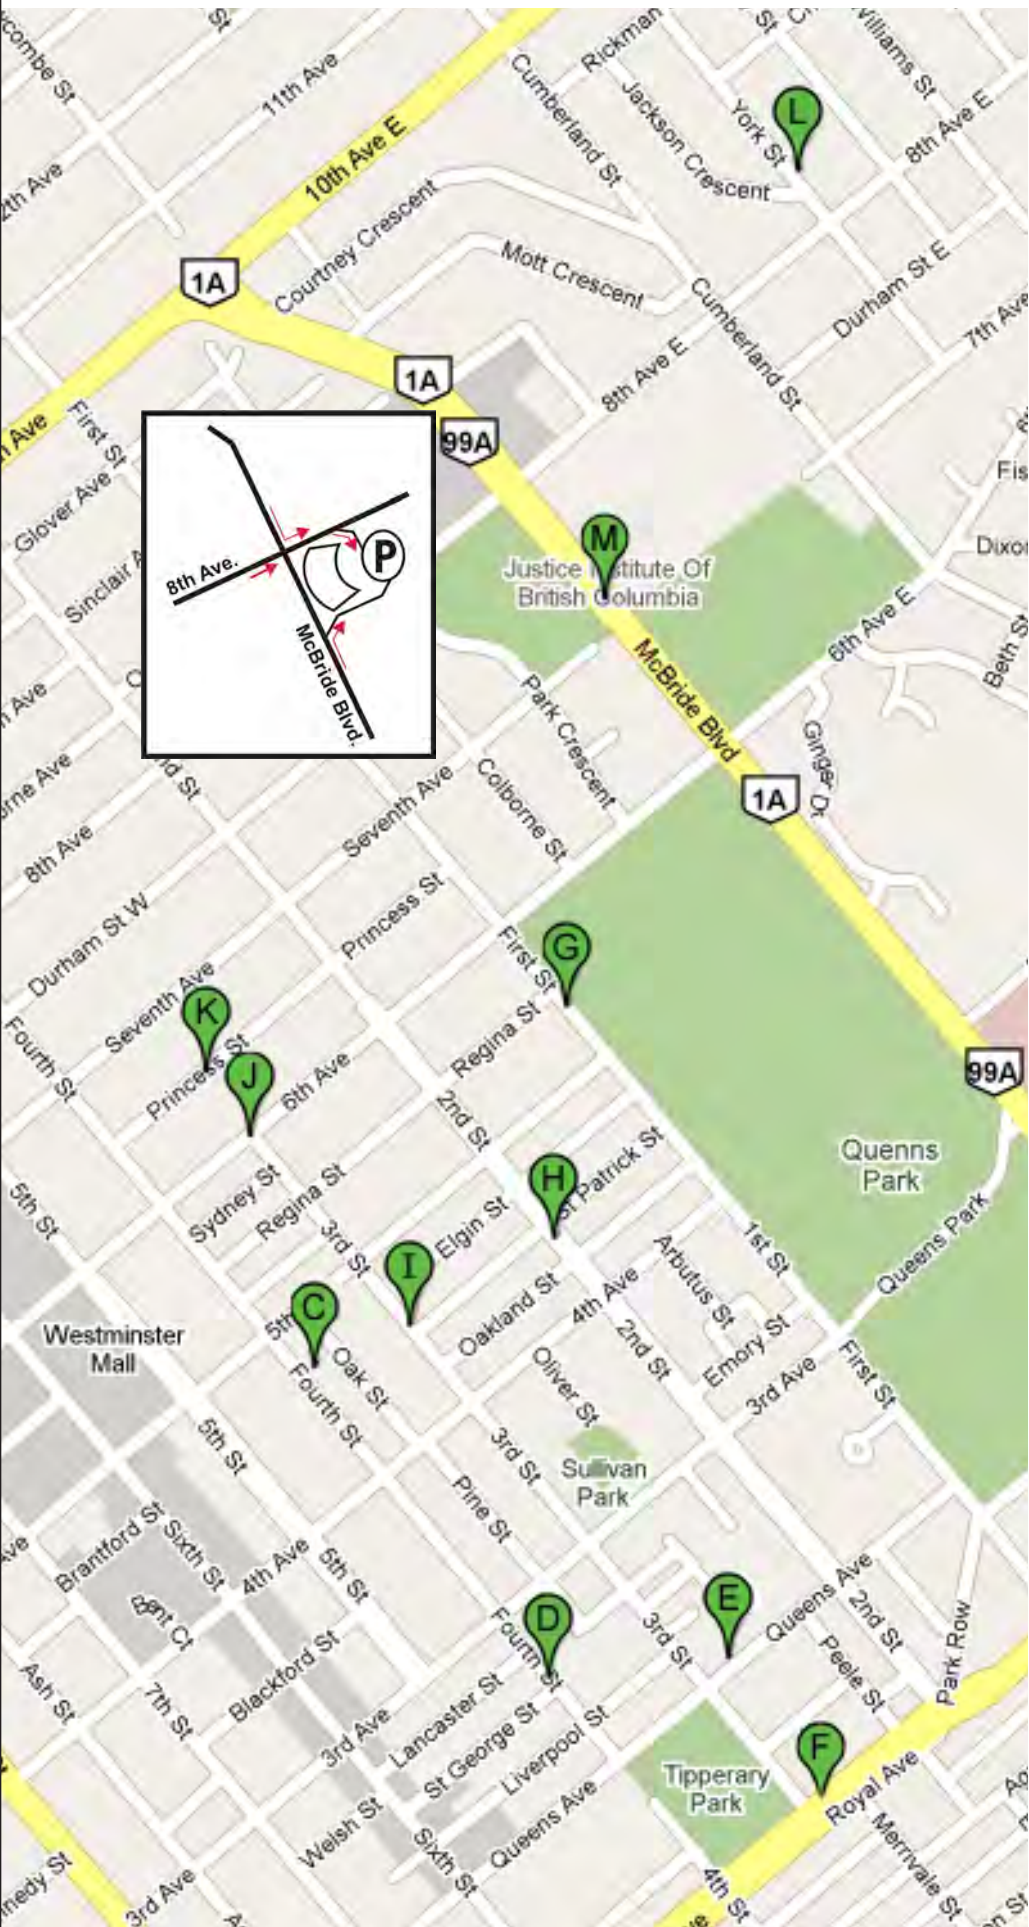 St
St
Rickman
Williams St
11th Ave
Cumberland St
Jackson Crescent
York St
L
8th Ave E
10th Ave E
2th Ave
Courtney Crescent
Mott Crescent
1A
Durham St E
7th Ave
Cumberland St
1A
8th Ave E
99A
First St
Glover Ave
Fis
8th Ave.
P
McBride Blvd.
M
Justice Institute Of
British Columbia
Dixon
Sinclair A
6th Ave E
Beth St
McBride Blvd
Park Crescent
Ginger Dr
1A
Colborne St
Seventh Ave
8th Ave
Princess St
Durham St W
G
First St
Seventh Ave
K
Fourth St
Princess St
J
6th Ave
Regina St
2nd St
99A
Quenns
Park
H
St Patrick St
Sydney St
Regina St
5th St
Elgin St
3rd St
1st St
Queens Park
I
Arbutus St
C
5th
Oakland St
4th Ave
Westminster
Mall
2nd St
Emory St
Oak St
Fourth St
Oliver St
3rd Ave
First St
5th St
3rd St
Sullivan
Park
Pine St
Brantford St
Sixth St
4th Ave
5th St
Bent Ct
D
E
Queens Ave
2nd St
Fourth St
3rd St
Park Row
Peele St
Ash St
7th St
Blackford St
3rd Ave
Lancaster St
St George St
Liverpool St
F
Tipperary
Park
Royal Ave
Welsh St
Queens Ave
Merrivale St
Sixth St
4th St
3rd Ave